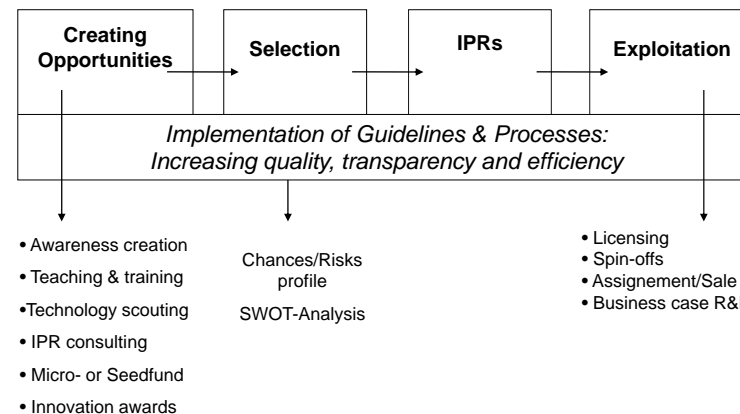 Creating
Opportunities
Selection
IPRs
Exploitation
Implementation of Guidelines & Processes:
Increasing quality, transparency and efficiency
• Awareness creation
• Teaching & training
•Technology scouting
• IPR consulting
• Micro- or Seedfund
• Innovation awards
Chances/Risks
profile
SWOT-Analysis
• Licensing
• Spin-offs
• Assignement/Sale
• Business case R&